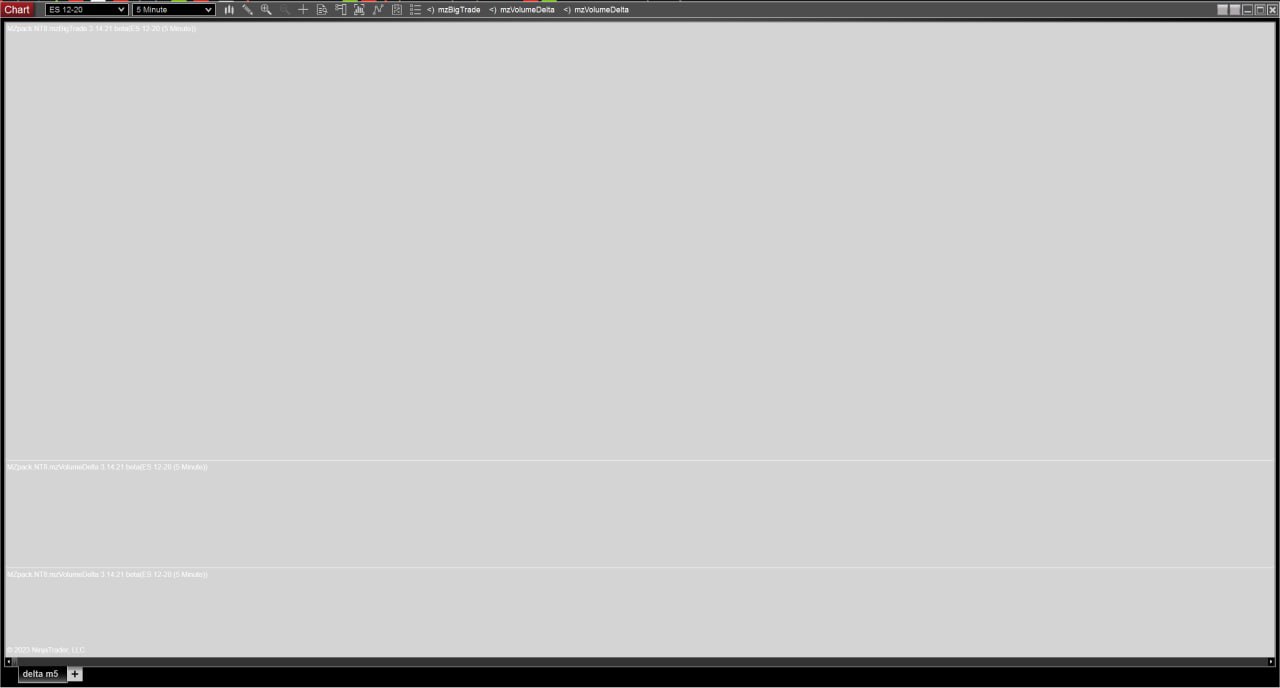 Chart ES 12-20 5 Minute <) mzBigTrade <) mzVolumeDelta <) mzVolumeDelta
MZpack.NT8.mzBigTrade 3.14.21 beta(ES 12-20 (5 Minute))
MZpack.NT8.mzVolumeDelta 3.14.21 beta(ES 12-20 (5 Minute))
MZpack.NT8.mzVolumeDelta 3.14.21 beta(ES 12-20 (5 Minute))
© 2020 NinjaTrader, LLC
delta m5 +